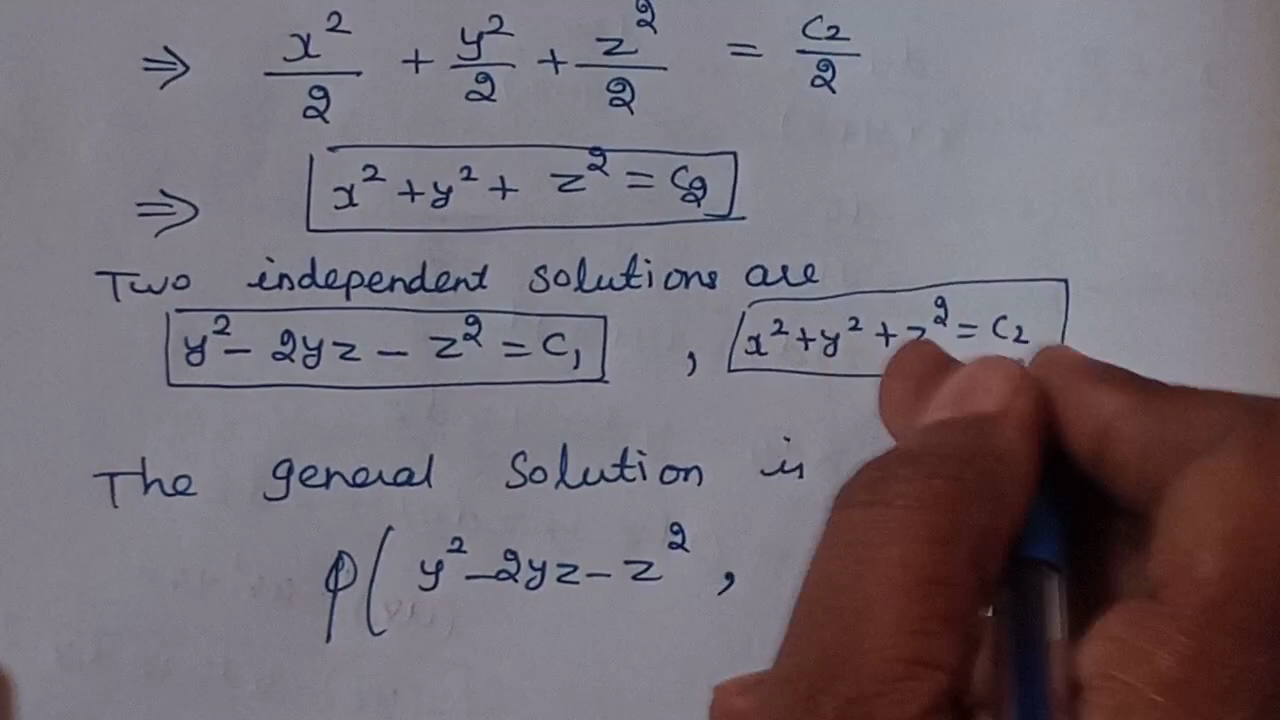 ⇒ x²/2 + y²/2 + z²/2 = C₂/2
⇒ x² + y² + z² = C₂
Two independent solutions are
y² - 2yz - z² = C₁ , x² + y² + z² = C₂
The general solution is
φ( y² - 2yz - z² ,